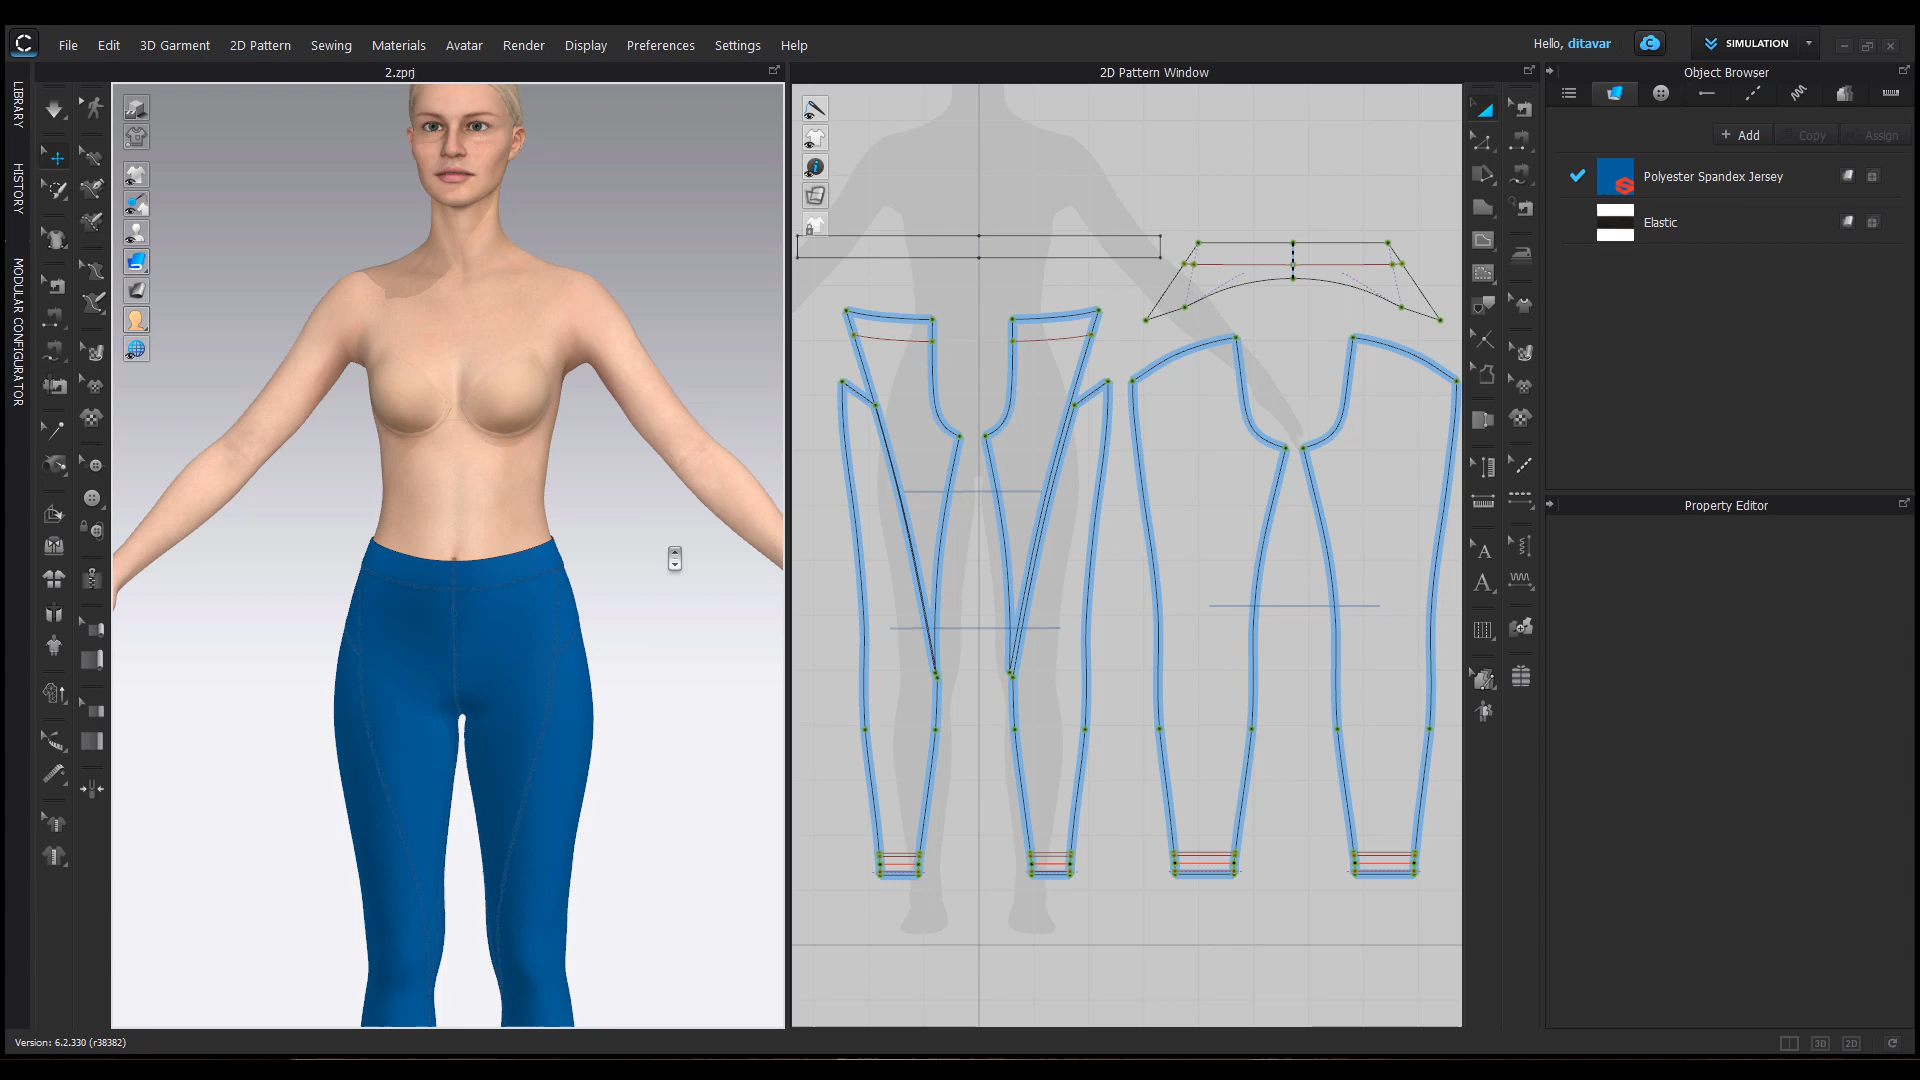 File Edit 3D Garment 2D Pattern Sewing Materials Avatar Render Display Preferences Settings Help
Hello, ditavar
SIMULATION
2.zprj
2D Pattern Window
Object Browser
LIBRARY
HISTORY
MODULAR CONFIGURATOR
+ Add
Copy
Assign
Polyester Spandex Jersey
Elastic
Property Editor
A
A
Version: 6.2.330 (r38382)
3D
2D